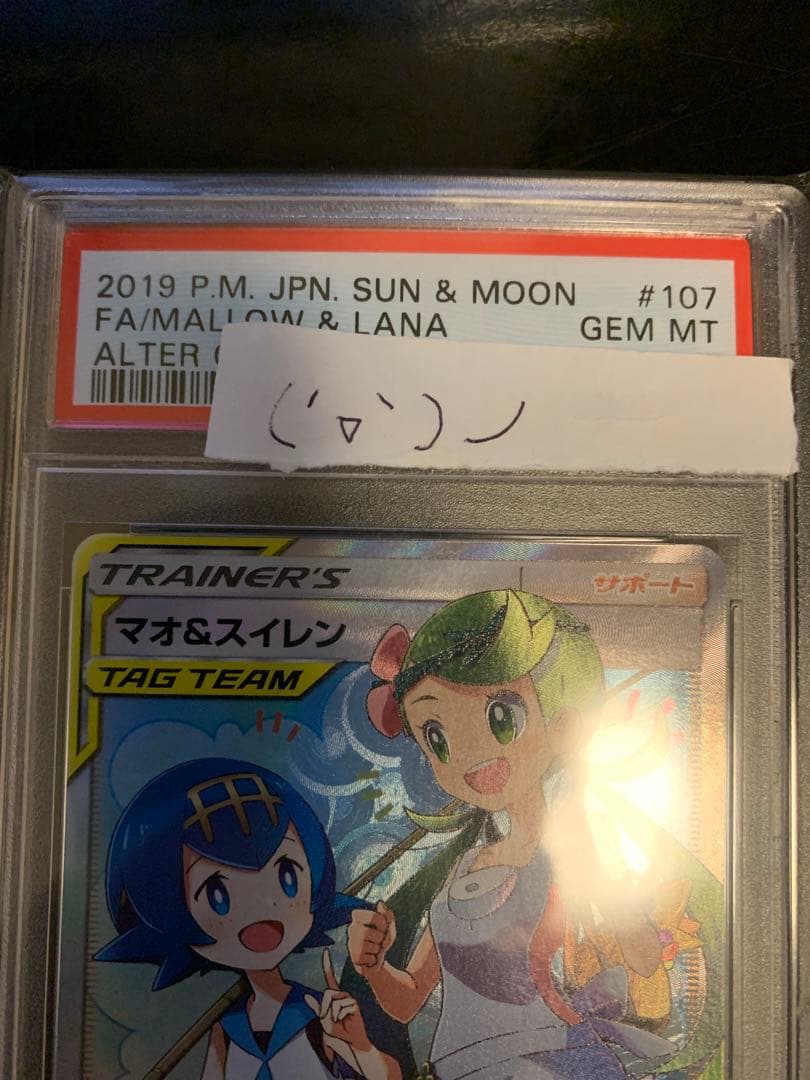 2019 P.M. JPN. SUN & MOON #107
FA/MALLOW & LANA GEM MT
ALTER
( ' ▽ ` ) ノ
TRAINER'S サポート
マオ&スイレン
TAG TEAM